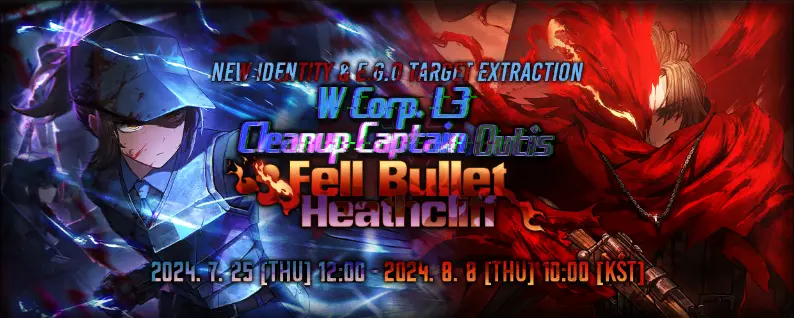 NEW IDENTITY & E.G.O TARGET EXTRACTION
W Corp. L3
Cleanup Captain Outis
Fell Bullet
Heathcliff
2024. 7. 25 [THU] 12:00 - 2024. 8. 8 [THU] 10:00 [KST]